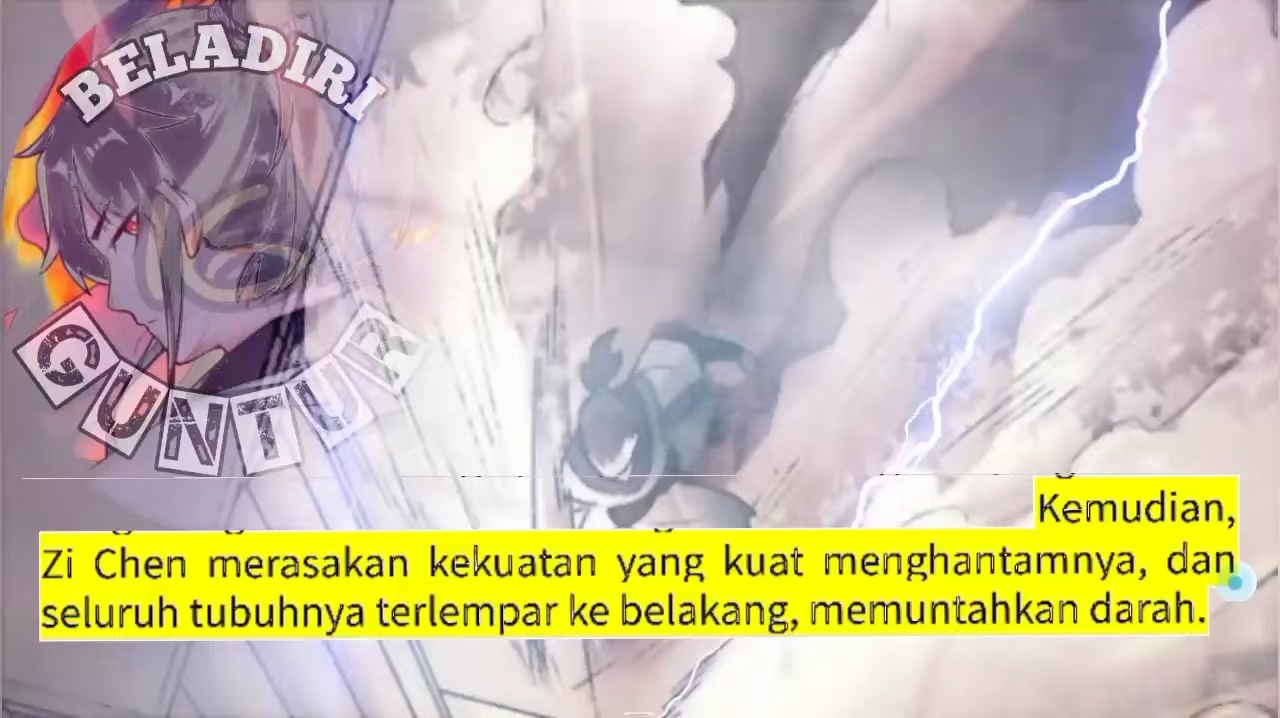 BELADIRI
GUNTUR
Kemudian,
Zi Chen merasakan kekuatan yang kuat menghantamnya, dan
seluruh tubuhnya terlempar ke belakang, memuntahkan darah.